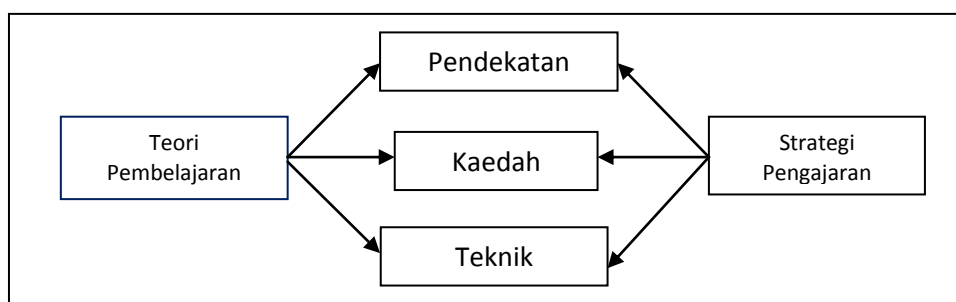 Pendekatan
Teori
Pembelajaran
Kaedah
Strategi
Pengajaran
Teknik